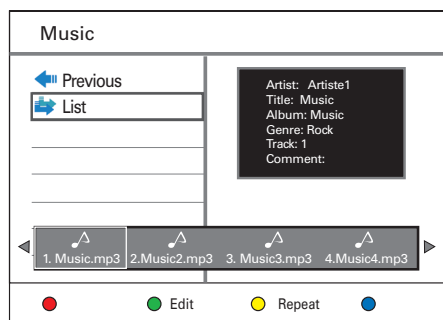 Music
Previous
List
Artist: Artiste1
Title: Music
Album: Music
Genre: Rock
Track: 1
Comment:
1. Music.mp3 2.Music2.mp3 3. Music3.mp3 4.Music4.mp3
Edit Repeat